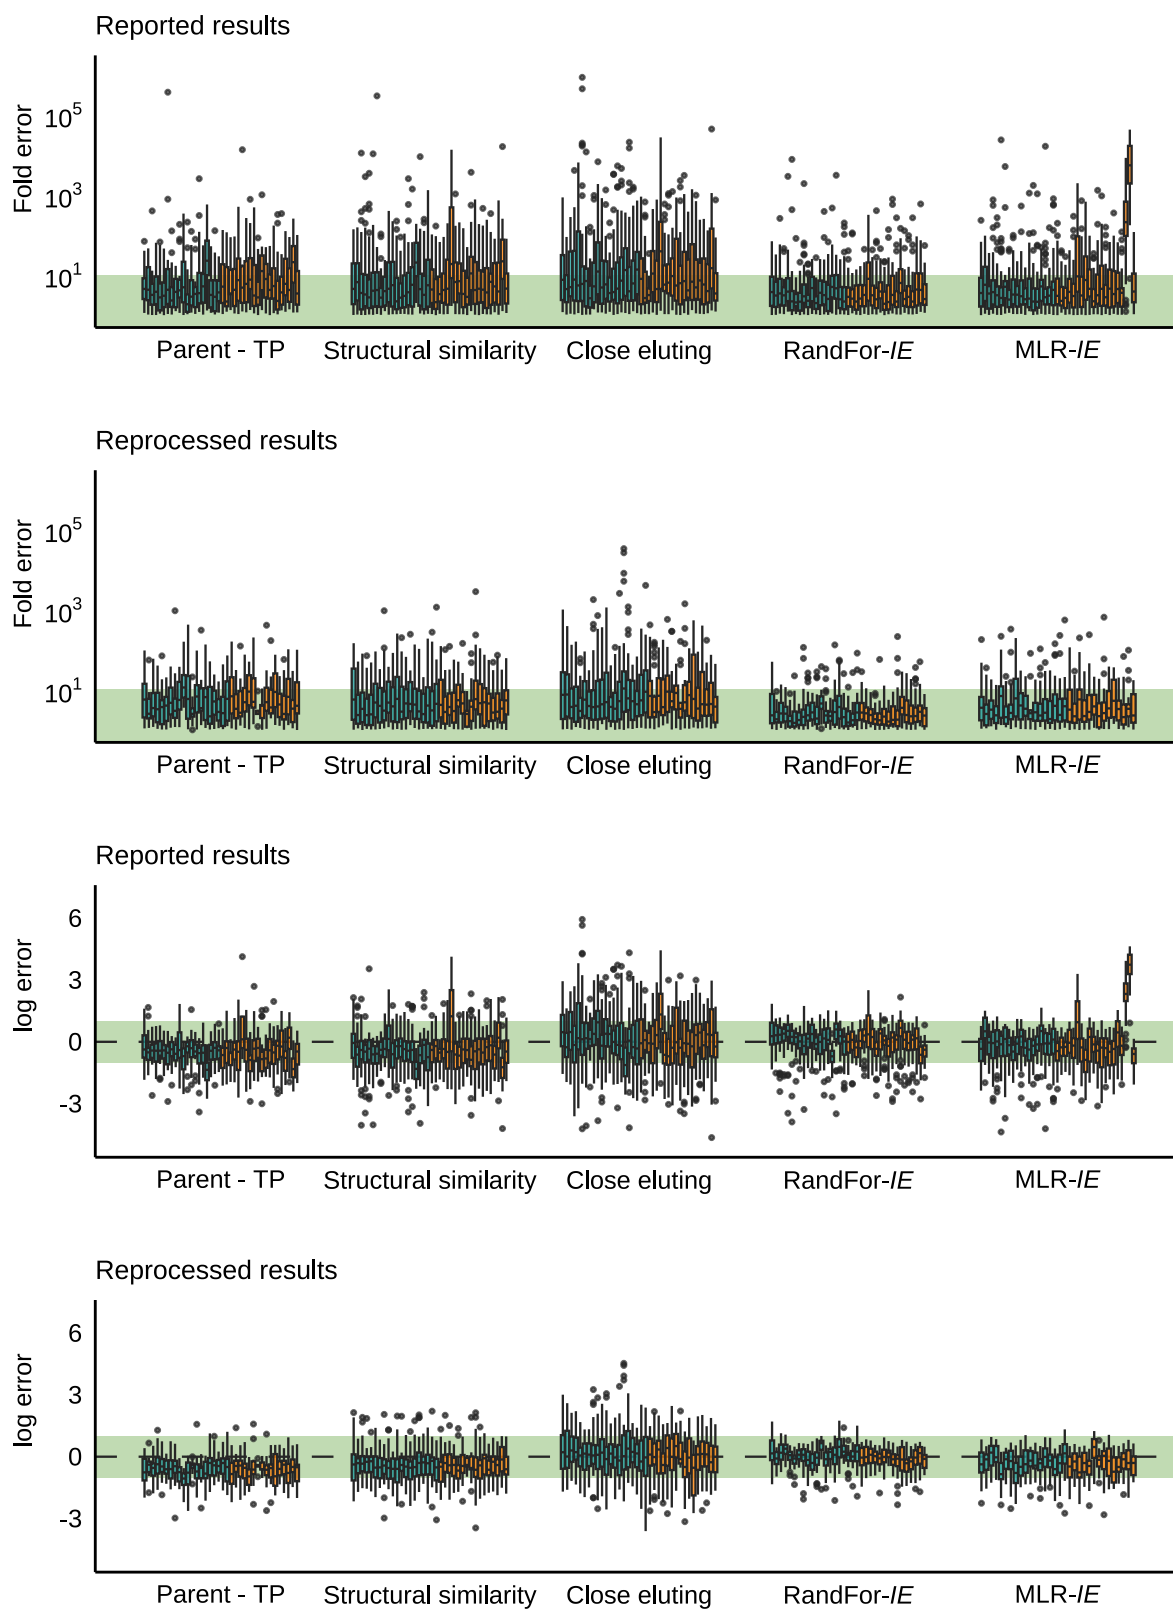 Reported results
Fold error
10^5
10^3
10^1
Parent - TP Structural similarity Close eluting RandFor-IE MLR-IE
Reprocessed results
Fold error
10^5
10^3
10^1
Parent - TP Structural similarity Close eluting RandFor-IE MLR-IE
Reported results
log error
6
3
0
-3
Parent - TP Structural similarity Close eluting RandFor-IE MLR-IE
Reprocessed results
log error
6
3
0
-3
Parent - TP Structural similarity Close eluting RandFor-IE MLR-IE